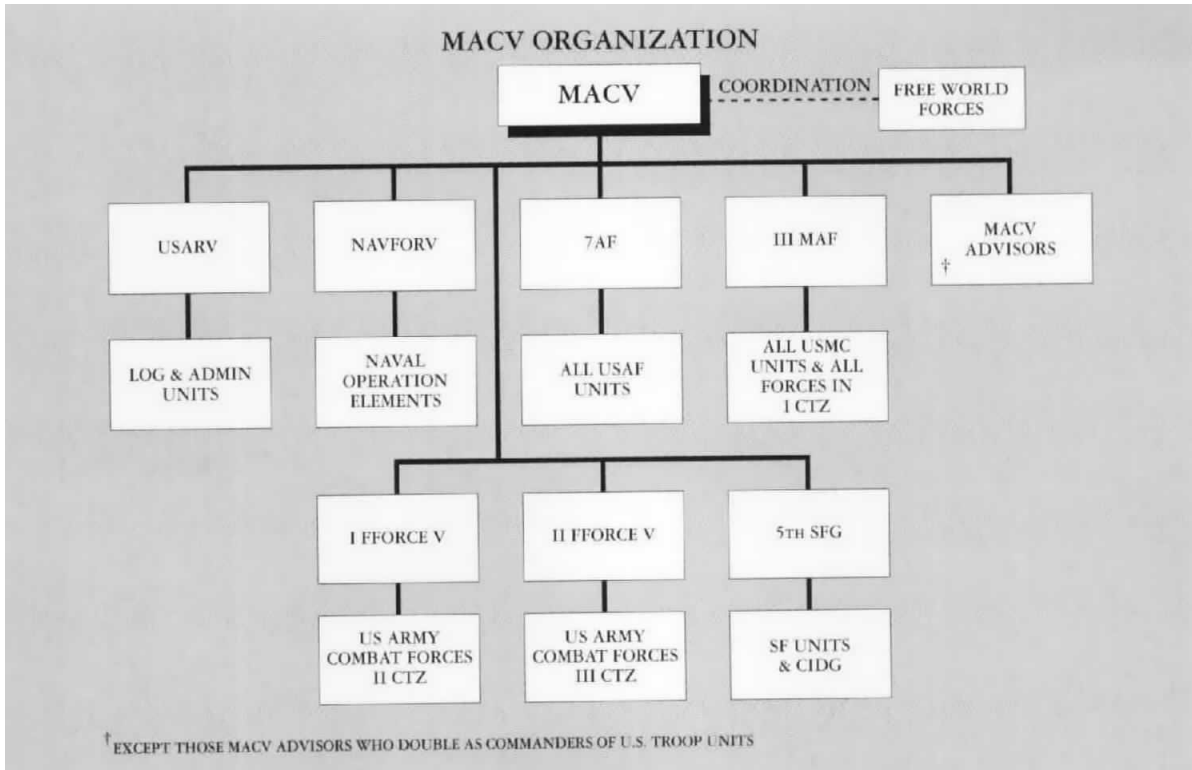 MACV ORGANIZATION
MACV
COORDINATION
FREE WORLD
FORCES
USARV
NAVFORV
7AF
III MAF
MACV
ADVISORS
†
LOG & ADMIN
UNITS
NAVAL
OPERATION
ELEMENTS
ALL USAF
UNITS
ALL USMC
UNITS & ALL
FORCES IN
I CTZ
I FFORCE V
II FFORCE V
5TH SFG
US ARMY
COMBAT FORCES
II CTZ
US ARMY
COMBAT FORCES
III CTZ
SF UNITS
& CIDG
† EXCEPT THOSE MACV ADVISORS WHO DOUBLE AS COMMANDERS OF U.S. TROOP UNITS